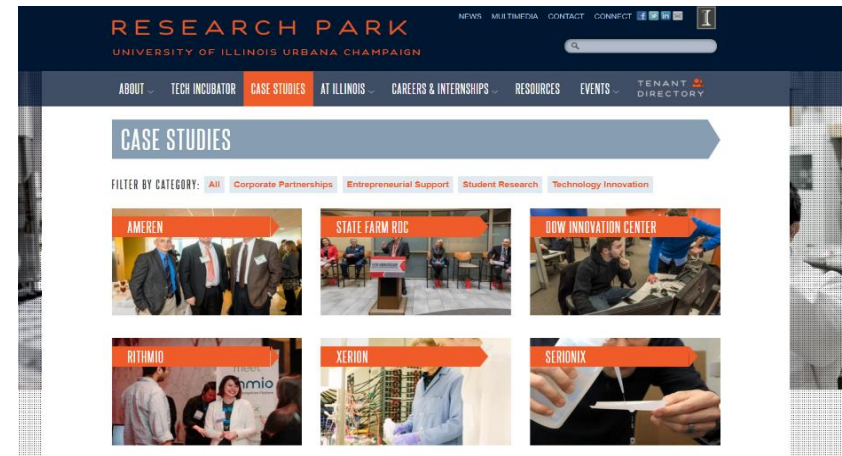 RESEARCH PARK
UNIVERSITY OF ILLINOIS URBANA CHAMPAIGN
NEWS MULTIMEDIA CONTACT CONNECT
ABOUT TECH INCUBATOR CASE STUDIES AT ILLINOIS CAREERS & INTERNSHIPS RESOURCES EVENTS TENANT DIRECTORY
CASE STUDIES
FILTER BY CATEGORY: All Corporate Partnerships Entrepreneurial Support Student Research Technology Innovation
AMEREN STATE FARM RDC DOW INNOVATION CENTER
RITHMIO XERION SERIONIX
meet